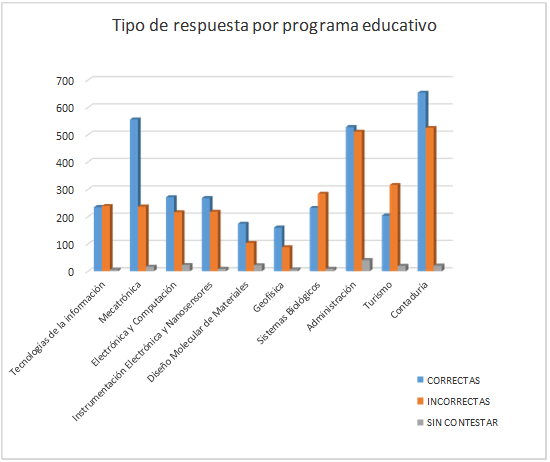 Tipo de respuesta por programa educativo
700
600
500
400
300
200
100
0
Tecnologías de la información
Mecatrónica
Electrónica y Computación
Instrumentación Electrónica y Nanosensores
Diseño Molecular de Materiales
Geofísica
Sistemas Biológicos
Administración
Turismo
Contaduría
CORRECTAS
INCORRECTAS
SIN CONTESTAR